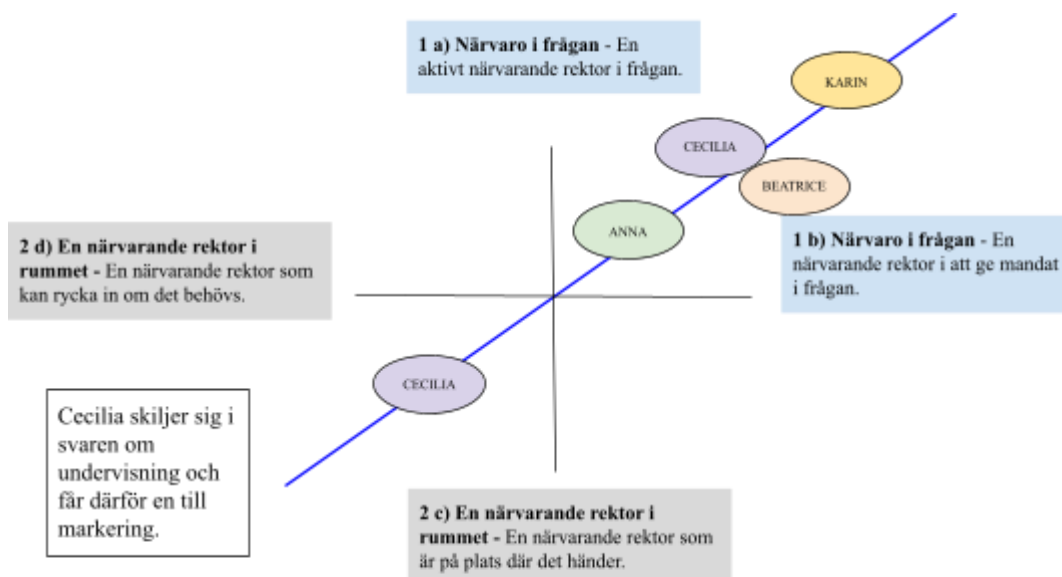 1 a) Närvaro i frågan - En
aktivt närvarande rektor i frågan.
KARIN
CECILIA
BEATRICE
ANNA
2 d) En närvarande rektor i
rummet - En närvarande rektor som
kan rycka in om det behövs.
1 b) Närvaro i frågan - En
närvarande rektor i att ge mandat
i frågan.
CECILIA
Cecilia skiljer sig i
svaren om
undervisning och
får därför en till
markering.
2 c) En närvarande rektor i
rummet - En närvarande rektor som
är på plats där det händer.